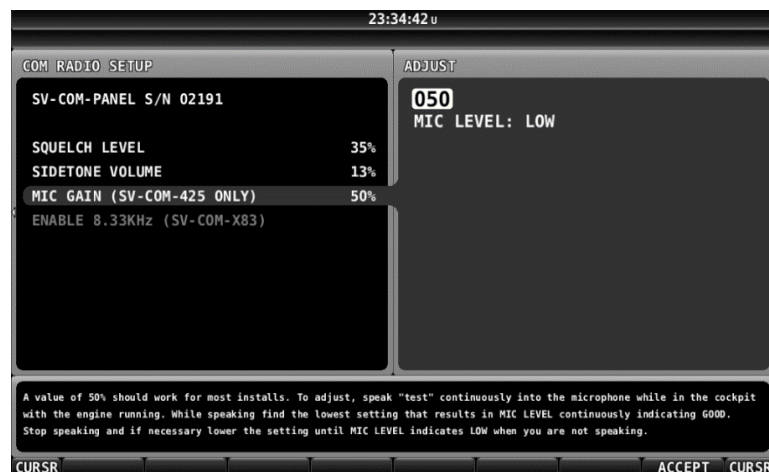 23:34:42 U
COM RADIO SETUP
ADJUST
SV-COM-PANEL S/N 02191
050
MIC LEVEL: LOW
SQUELCH LEVEL 35%
SIDETONE VOLUME 13%
MIC GAIN (SV-COM-425 ONLY) 50%
ENABLE 8.33KHz (SV-COM-X83)
A value of 50% should work for most installs. To adjust, speak "test" continuously into the microphone while in the cockpit
with the engine running. While speaking find the lowest setting that results in MIC LEVEL continuously indicating GOOD.
Stop speaking and if necessary lower the setting until MIC LEVEL indicates LOW when you are not speaking.
CURSR ACCEPT CURSR